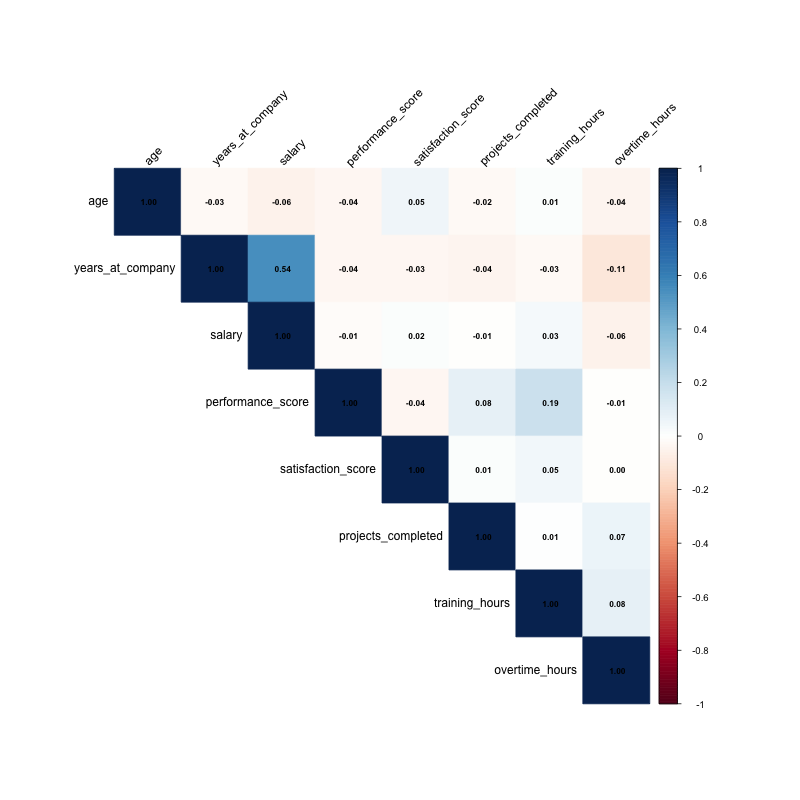 age
years_at_company
salary
performance_score
satisfaction_score
projects_completed
training_hours
overtime_hours
age 1.00 -0.03 -0.06 -0.04 0.05 -0.02 0.01 -0.04
years_at_company 1.00 0.54 -0.04 -0.03 -0.04 -0.03 -0.11
salary 1.00 -0.01 0.02 -0.01 0.03 -0.06
performance_score 1.00 -0.04 0.08 0.19 -0.01
satisfaction_score 1.00 0.01 0.05 0.00
projects_completed 1.00 0.01 0.07
training_hours 1.00 0.08
overtime_hours 1.00
1
0.8
0.6
0.4
0.2
0
-0.2
-0.4
-0.6
-0.8
-1